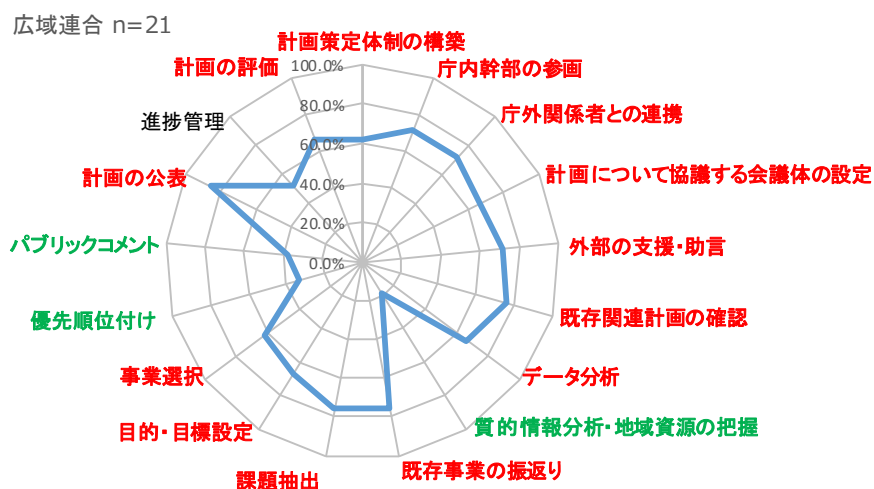 広域連合 n=21
計画策定体制の構築
庁内幹部の参画
庁外関係者との連携
計画について協議する会議体の設定
外部の支援・助言
既存関連計画の確認
データ分析
質的情報分析・地域資源の把握
既存事業の振返り
課題抽出
目的・目標設定
事業選択
優先順位付け
パブリックコメント
計画の公表
進捗管理
計画の評価
100.0%
80.0%
60.0%
40.0%
20.0%
0.0%